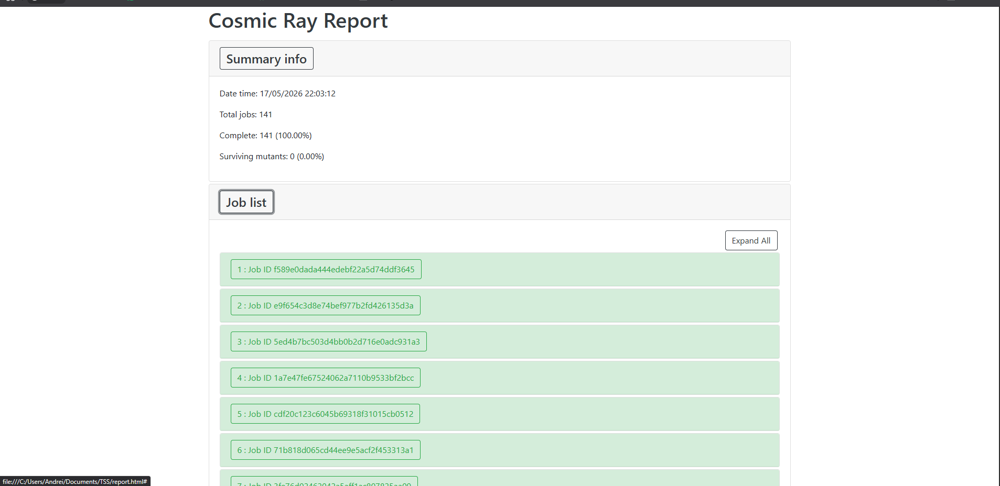 Cosmic Ray Report
Summary info
Date time: 17/05/2026 22:03:12
Total jobs: 141
Complete: 141 (100.00%)
Surviving mutants: 0 (0.00%)
Job list
Expand All
1 : Job ID f589e0dada444edebf22a5d74ddf3645
2 : Job ID e9f654c3d8e74bef977b2fd426135d3a
3 : Job ID 5ed4b7bc503d4bb0b2d716e0adc931a3
4 : Job ID 1a7e47fe67524062a7110b9533bf2bcc
5 : Job ID cdf20c123c6045b69318f31015cb0512
6 : Job ID 71b818d065cd44ee9e5acf2f453313a1
7 : Job ID
file:///C:/Users/Andrei/Documents/TSS/report.html#